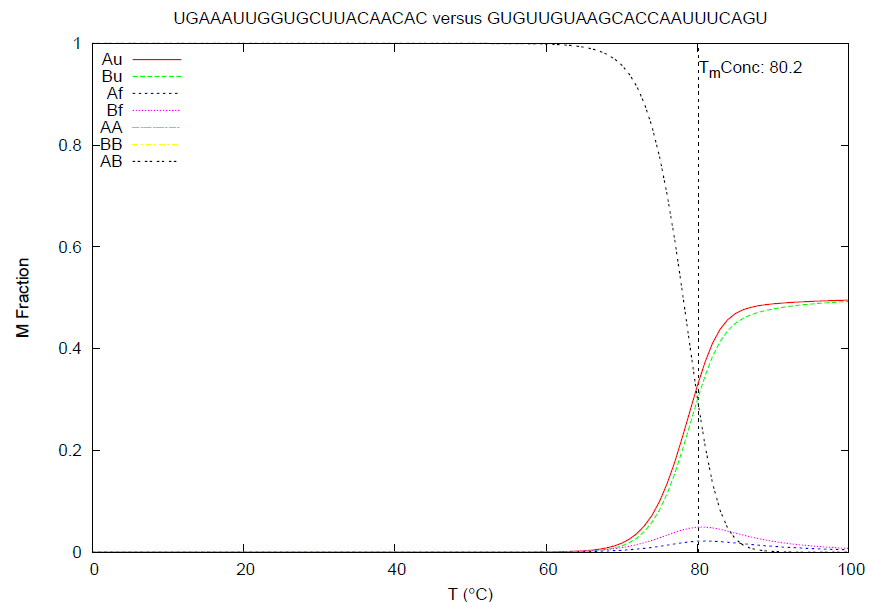 UGAAAUUGGUGCUUACAACAC versus GUGUUGUAAGCACCAAUUUCAGU
1
TmConc: 80.2
Au
Bu
Af
Bf
AA
BB
AB
0.8
0.6
M Fraction
0.4
0.2
0
0 20 40 60 80 100
T (°C)